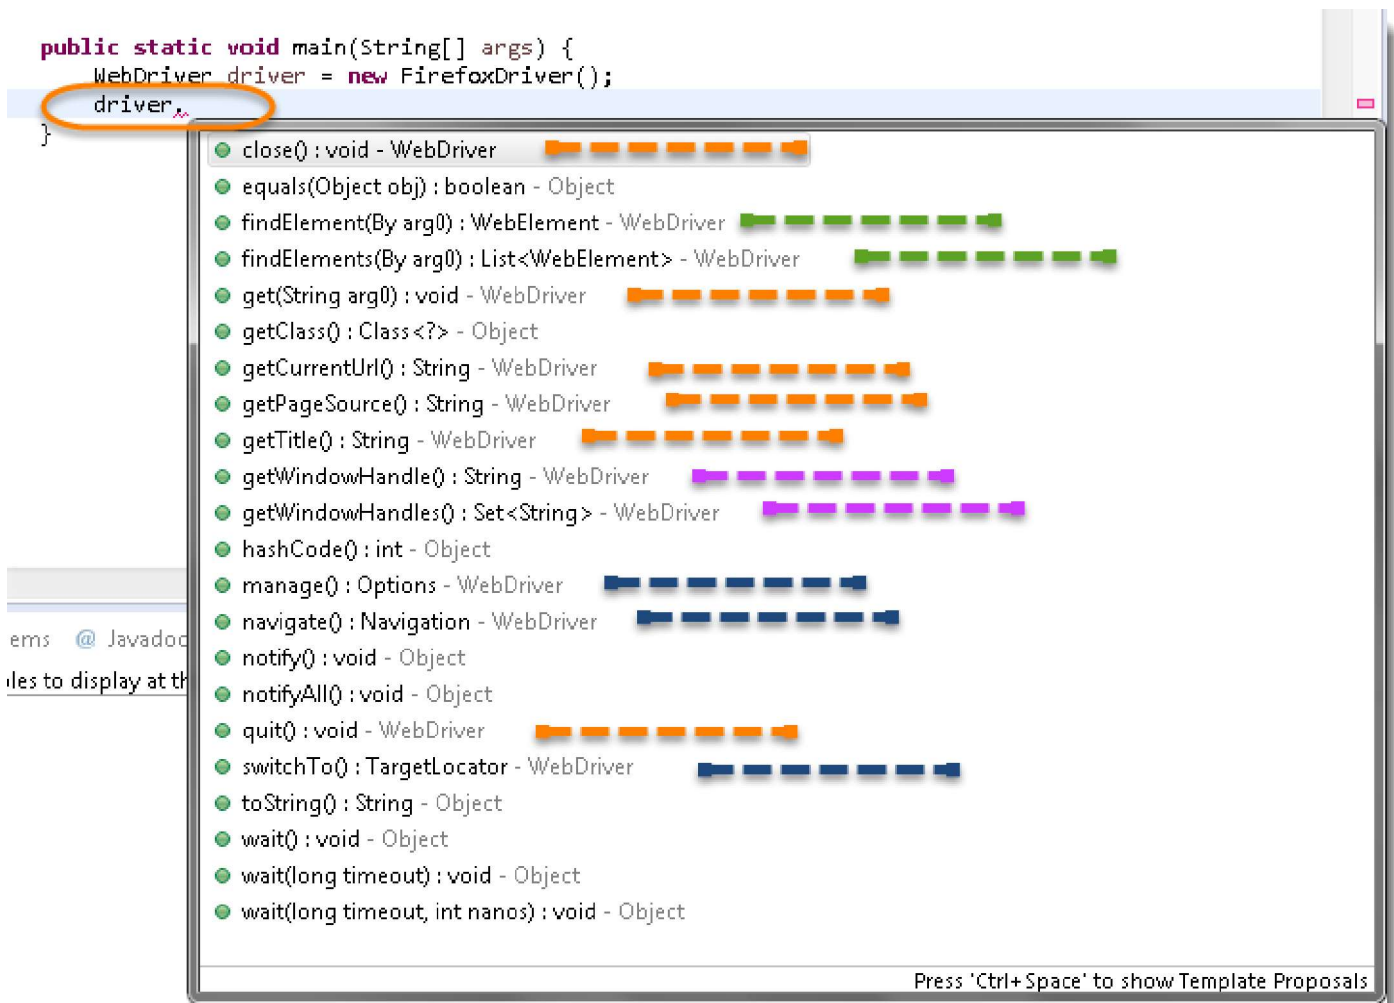 public static void main(String[] args) {
WebDriver driver = new FirefoxDriver();
driver.
}
close() : void - WebDriver
equals(Object obj) : boolean - Object
findElement(By arg0) : WebElement - WebDriver
findElements(By arg0) : List<WebElement> - WebDriver
get(String arg0) : void - WebDriver
getClass() : Class<?> - Object
getCurrentUrl() : String - WebDriver
getPageSource() : String - WebDriver
getTitle() : String - WebDriver
getWindowHandle() : String - WebDriver
getWindowHandles() : Set<String> - WebDriver
hashCode() : int - Object
manage() : Options - WebDriver
navigate() : Navigation - WebDriver
ems @ Javadoc
notify() : void - Object
les to display at th
notifyAll() : void - Object
quit() : void - WebDriver
switchTo() : TargetLocator - WebDriver
toString() : String - Object
wait() : void - Object
wait(long timeout) : void - Object
wait(long timeout, int nanos) : void - Object
Press 'Ctrl+Space' to show Template Proposals